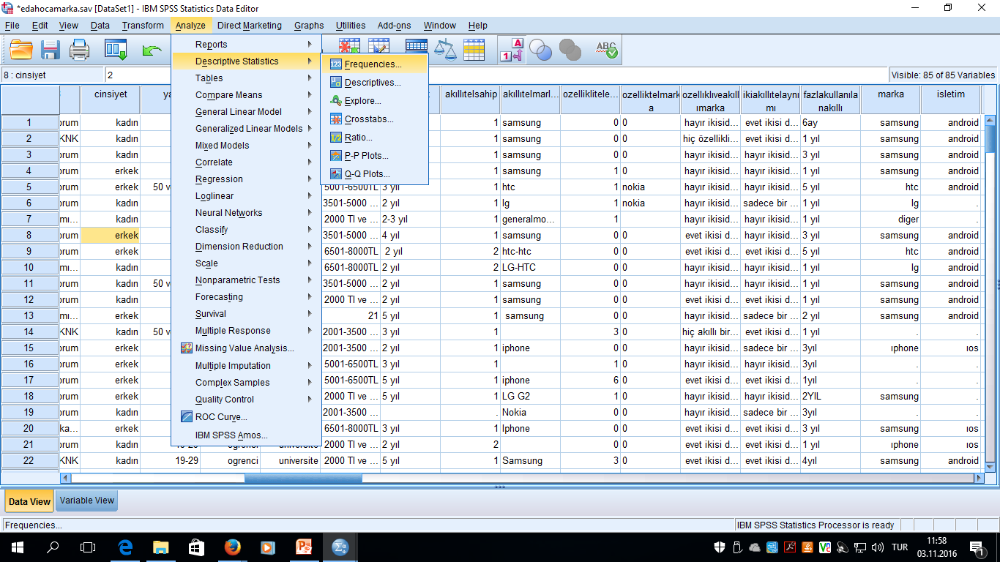 *edahocamarka.sav [DataSet1] - IBM SPSS Statistics Data Editor
File Edit View Data Transform Analyze Direct Marketing Graphs Utilities Add-ons Window Help
8 : cinsiyet 2 Visible: 85 of 85 Variables
Reports
Descriptive Statistics
Tables
Compare Means
General Linear Model
Generalized Linear Models
Mixed Models
Correlate
Regression
Loglinear
Neural Networks
Classify
Dimension Reduction
Scale
Nonparametric Tests
Forecasting
Survival
Multiple Response
Missing Value Analysis...
Multiple Imputation
Complex Samples
Quality Control
ROC Curve...
IBM SPSS Amos...
Frequencies...
Descriptives...
Explore...
Crosstabs...
Ratio...
P-P Plots...
Q-Q Plots...
cinsiyet ya akıllıtelsahip akıllıtelmarl... ozelliklitele... ozelliktelmarka ozellıklıveakıllımarka ikiakıllıtelaynımı fazlakullanılanakıllı marka isletim
1 orum kadın 1 samsung 0 0 hayır ikisid... evet ikisi d... 6ay samsung android
2 KNK kadın 1 samsung 0 0 hiç özellikli... evet ikisi d... 1 yıl samsung android
3 orum kadın 1 samsung 0 0 hayır ikisid... hayır ikisid... 3 yıl samsung android
4 orum erkek 1 samsung 1 0 hayır ikisid... hayır ikisid... 1 yıl samsung android
5 orum erkek 50 v 5001-6500TL 3 yıl 1 htc 1 nokia hayır ikisid... hayır ikisid... 5 yıl htc android
6 orum kadın 3501-5000 ... 2 yıl 1 lg 1 nokia hayır ikisid... sadece bir ... 1 yıl lg .
7 mı... kadın 2000 Tl ve ... 2-3 yıl 1 generalmo... 1 hayır ikisid... hayır ikisid... 1 yıl diger .
8 orum erkek 3501-5000 ... 4 yıl 1 samsung 0 0 evet ikisi d... hayır ikisid... 3 yıl samsung android
9 orum erkek 6501-8000TL 2 yıl 2 htc-htc 0 0 evet ikisi d... evet ikisi d... 5 yıl htc android
10 mı... kadın 6501-8000TL 2 yıl 2 LG-HTC 0 0 evet ikisi d... hayır ikisid... 1 yıl lg android
11 orum kadın 50 v 3501-5000 ... 2 yıl 1 samsung 0 0 hayır ikisid... hayır ikisid... 1 yıl samsung android
12 orum kadın 2000 Tl ve ... 2 yıl 1 samsung 0 0 evet ikisi d... evet ikisi d... 1 yıl samsung android
13 mı... erkek 21 5 yıl 1 samsung 0 0 hayır ikisid... sadece bir ... 2 yıl samsung android
14 KNK kadın 50 v 2001-3500 ... 3 yıl 1 3 0 hiç akıllı bir... evet ikisi d... 1 yıl . .
15 orum erkek 2001-3500 ... 2 yıl 1 iphone 0 0 evet ikisi d... sadece bir ... 3yıl ıphone ıos
16 orum erkek 5001-6500TL 3 yıl 1 1 0 hayır ikisid... hayır ikisid... 3yıl . .
17 orum erkek 5001-6500TL 5 yıl 1 iphone 6 0 evet ikisi d... evet ikisi d... 1yıl . .
18 orum erkek 2000 Tl ve ... 5 yıl 1 LG G2 1 0 evet ikisi d... hayır ikisid... 2YIL samsung .
19 orum erkek 2001-3500 ... . Nokia 0 0 hayır ikisid... sadece bir ... 3yıl . .
20 ka... erkek 6501-8000TL 3 yıl 1 Iphone 0 0 evet ikisi d... evet ikisi d... 3 yıl samsung ıos
21 orum kadın 19-29 ogrenci universite 2000 Tl ve ... 2 yıl 2 0 0 evet ikisi d... evet ikisi d... 1 yıl ıphone ıos
22 KNK kadın 19-29 ogrenci universite 2000 Tl ve ... 5 yıl 1 Samsung 3 0 evet ikisi d... evet ikisi d... 4yıl samsung android
Data View Variable View
Frequencies... IBM SPSS Statistics Processor is ready
TUR 11:58
03.11.2016